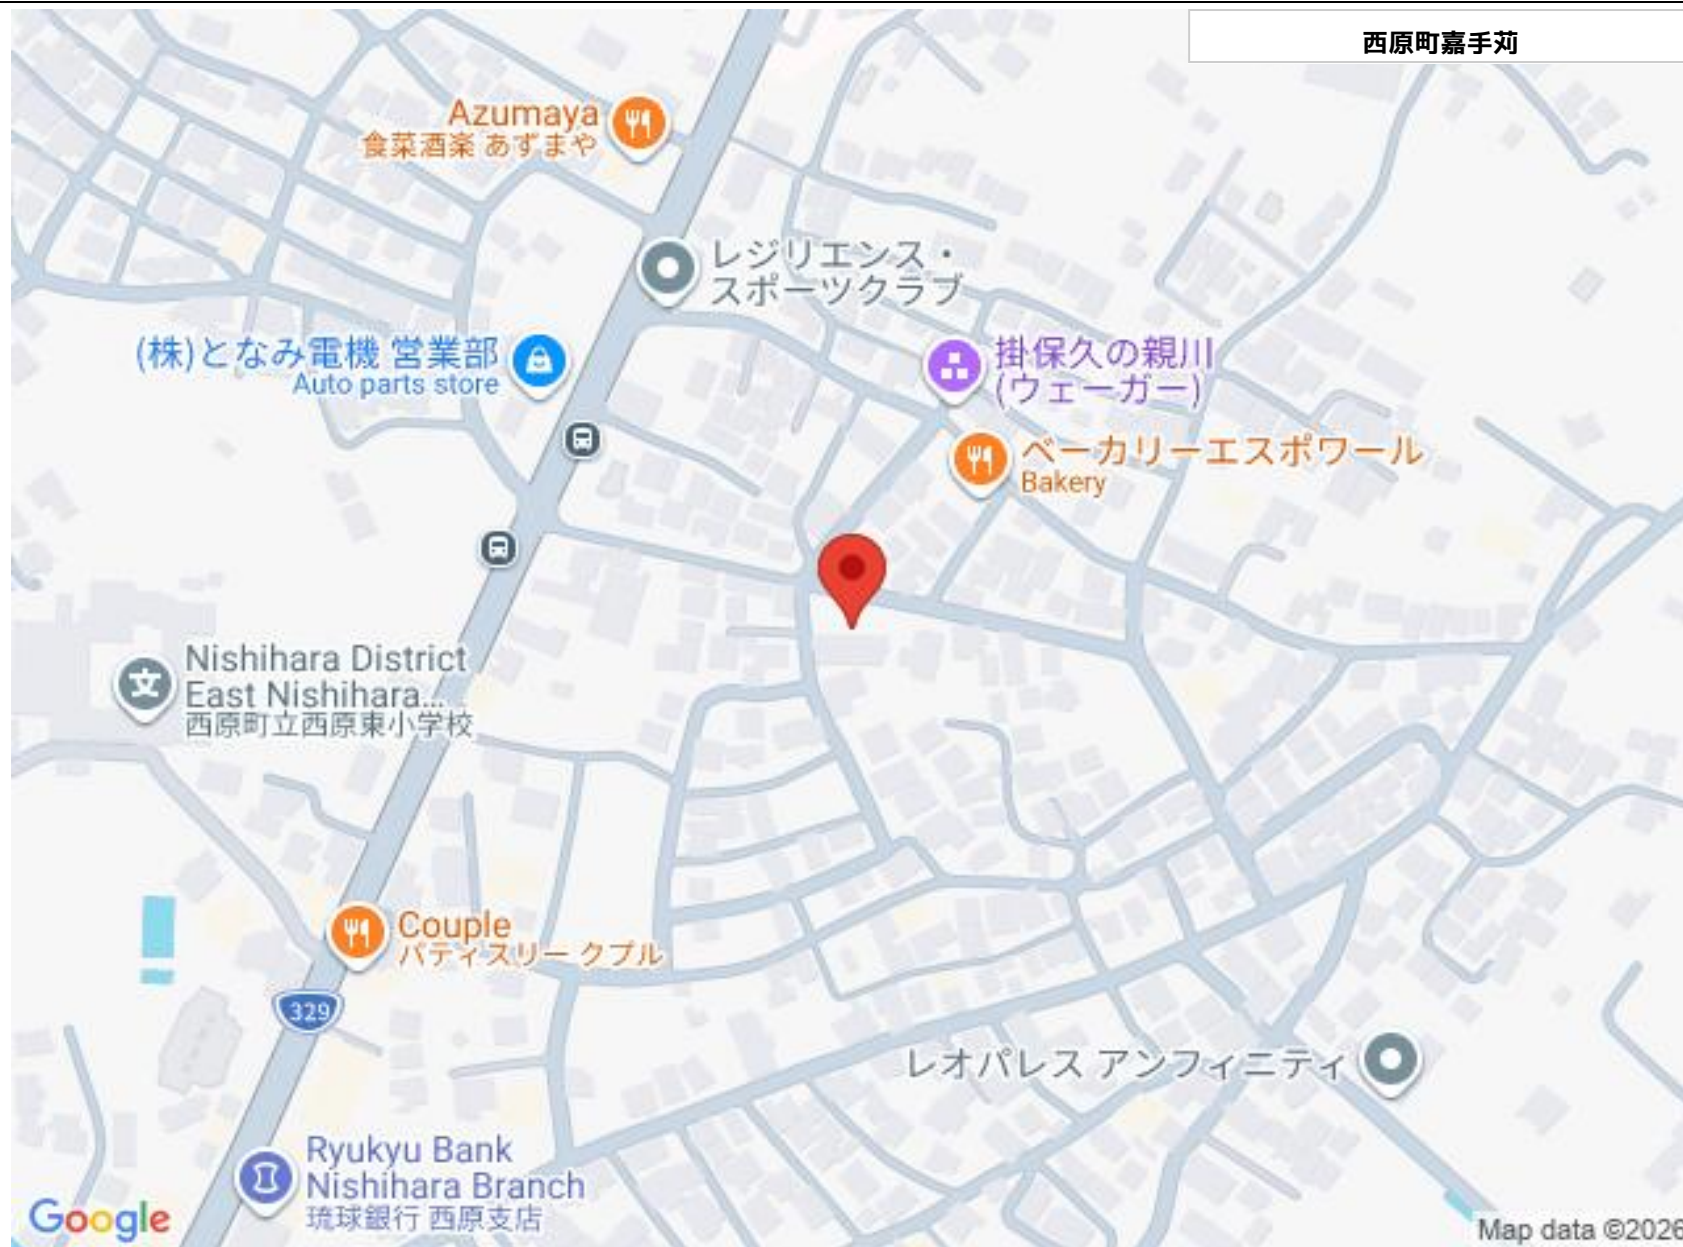 西原町嘉手苅
Azumaya
食菜酒楽 あずまや
レジリエンス・
スポーツクラブ
(株)となみ電機 営業部
Auto parts store
掛保久の親川
(ウェーガー)
ベーカリーエスポワール
Bakery
文
Nishihara District
East Nishihara...
西原町立西原東小学校
Couple
パティスリー クプル
329
レオパレス アンフィニティ
Ryukyu Bank
Nishihara Branch
琉球銀行 西原支店
Google
Map data ©2026